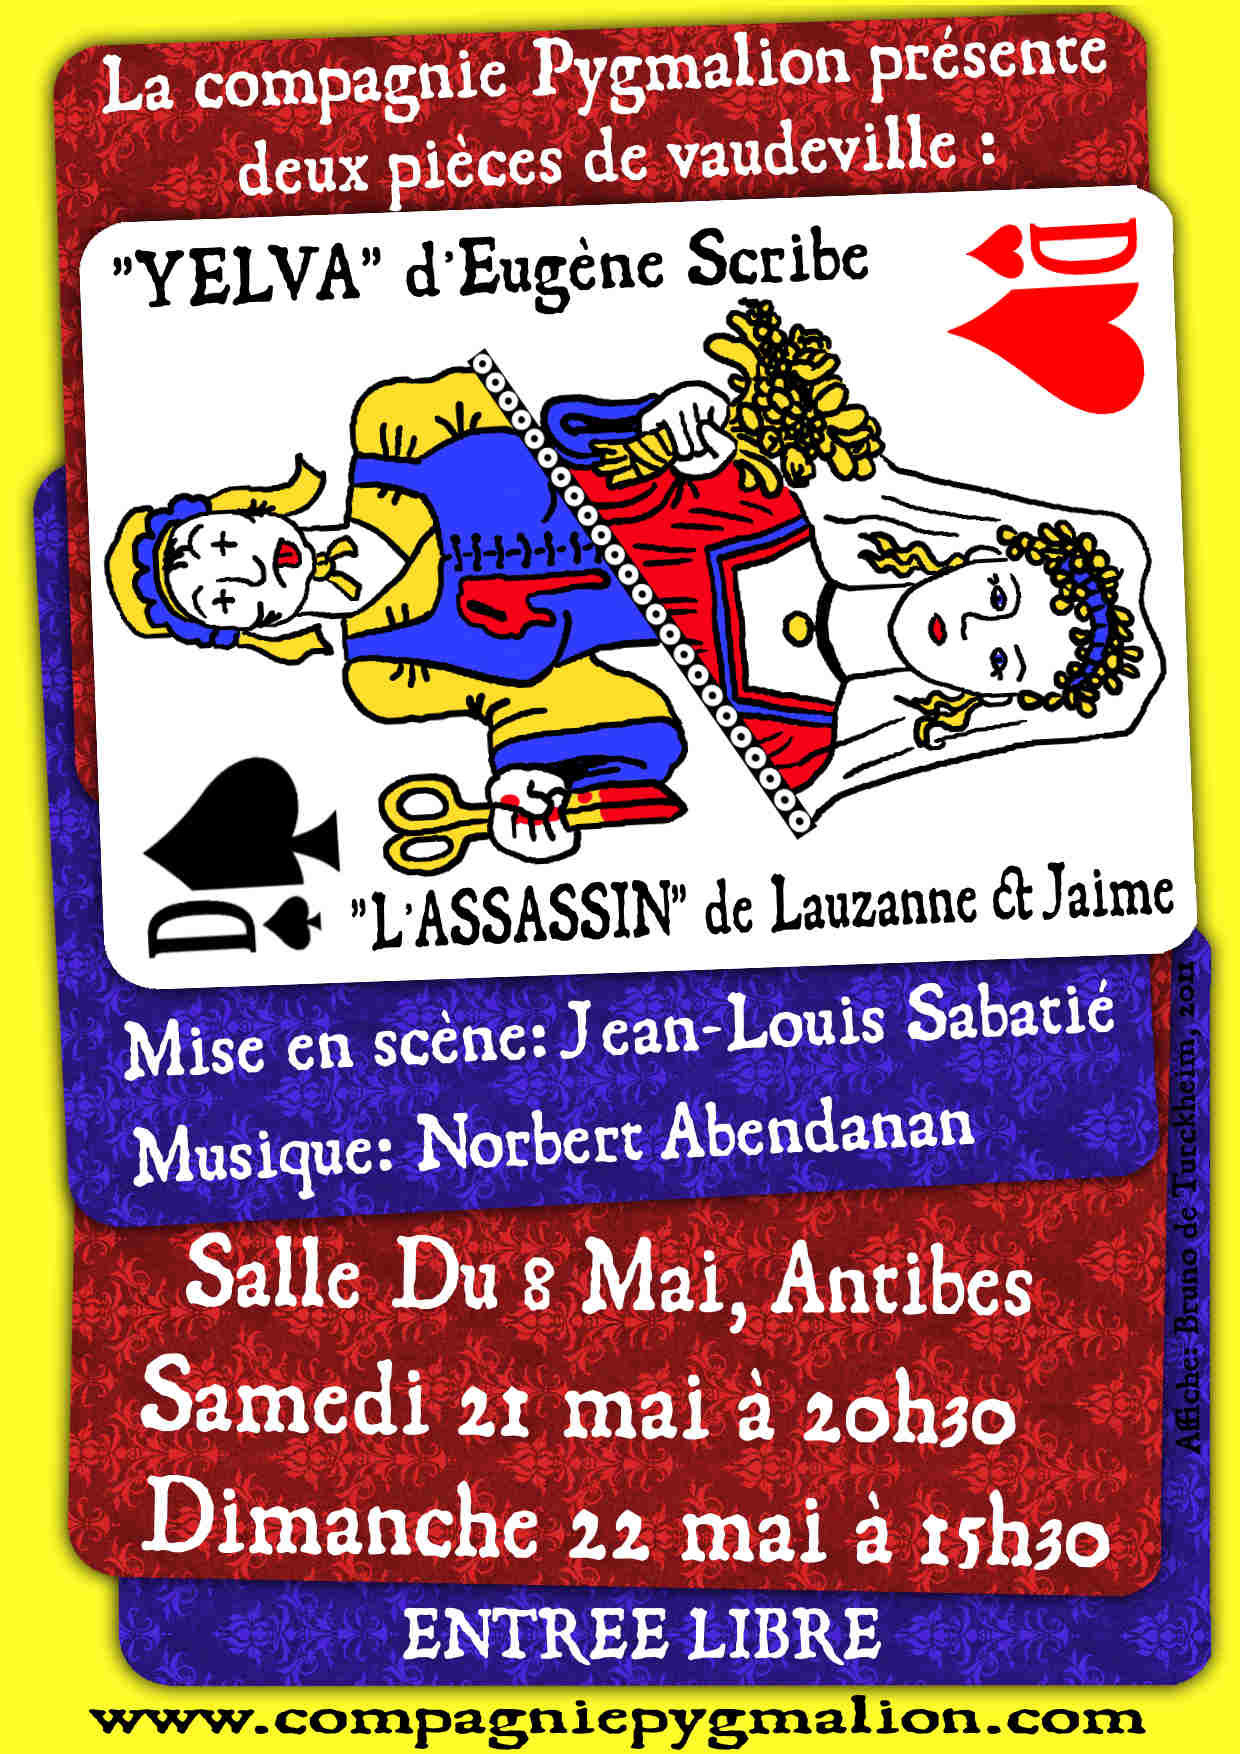 La compagnie Pygmalion présente
deux pièces de vaudeville :
"YELVA" d'Eugène Scribe
D
D
"L'ASSASSIN" de Lauzanne & Jaime
Mise en scène: Jean-Louis Sabatié
Musique: Norbert Abendanan
Salle Du 8 Mai, Antibes
Samedi 21 mai à 20h30
Dimanche 22 mai à 15h30
ENTREE LIBRE
www.compagniepygmalion.com
Affiche: Bruno de Turckheim, 2011